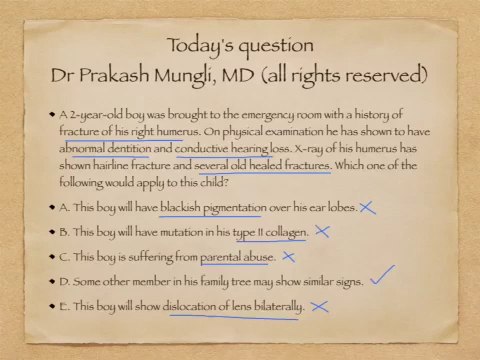 Today's question
Dr Prakash Mungli, MD (all rights reserved)
A 2-year-old boy was brought to the emergency room with a history of
fracture of his right humerus. On physical examination he has shown to have
abnormal dentition and conductive hearing loss. X-ray of his humerus has
shown hairline fracture and several old healed fractures. Which one of the
following would apply to this child?
A. This boy will have blackish pigmentation over his ear lobes.
B. This boy will have mutation in his type II collagen.
C. This boy is suffering from parental abuse.
D. Some other member in his family tree may show similar signs.
E. This boy will show dislocation of lens bilaterally.